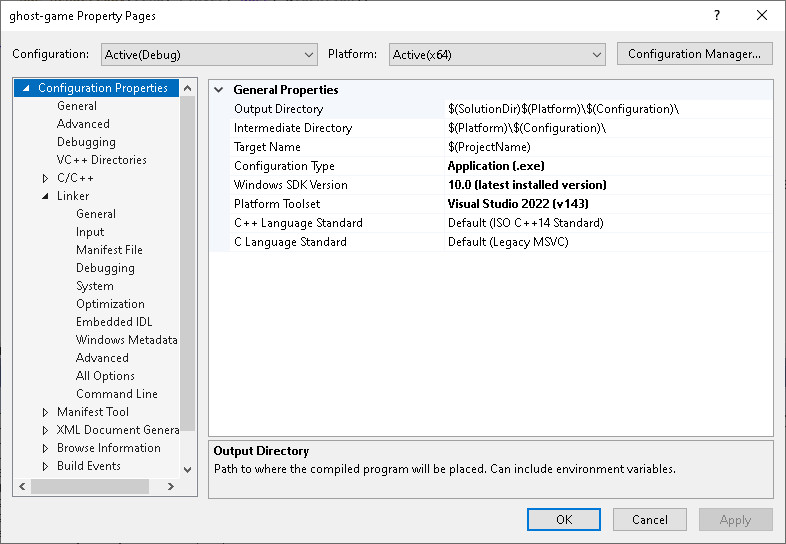 ghost-game Property Pages
Configuration: Active(Debug) Platform: Active(x64) Configuration Manager...
Configuration Properties
General
Advanced
Debugging
VC++ Directories
C/C++
Linker
General
Input
Manifest File
Debugging
System
Optimization
Embedded IDL
Windows Metadata
Advanced
All Options
Command Line
Manifest Tool
XML Document Genera
Browse Information
Build Events
General Properties
Output Directory $(SolutionDir)$(Platform)\$(Configuration)\
Intermediate Directory $(Platform)\$(Configuration)\
Target Name $(ProjectName)
Configuration Type Application (.exe)
Windows SDK Version 10.0 (latest installed version)
Platform Toolset Visual Studio 2022 (v143)
C++ Language Standard Default (ISO C++14 Standard)
C Language Standard Default (Legacy MSVC)
Output Directory
Path to where the compiled program will be placed. Can include environment variables.
OK Cancel Apply